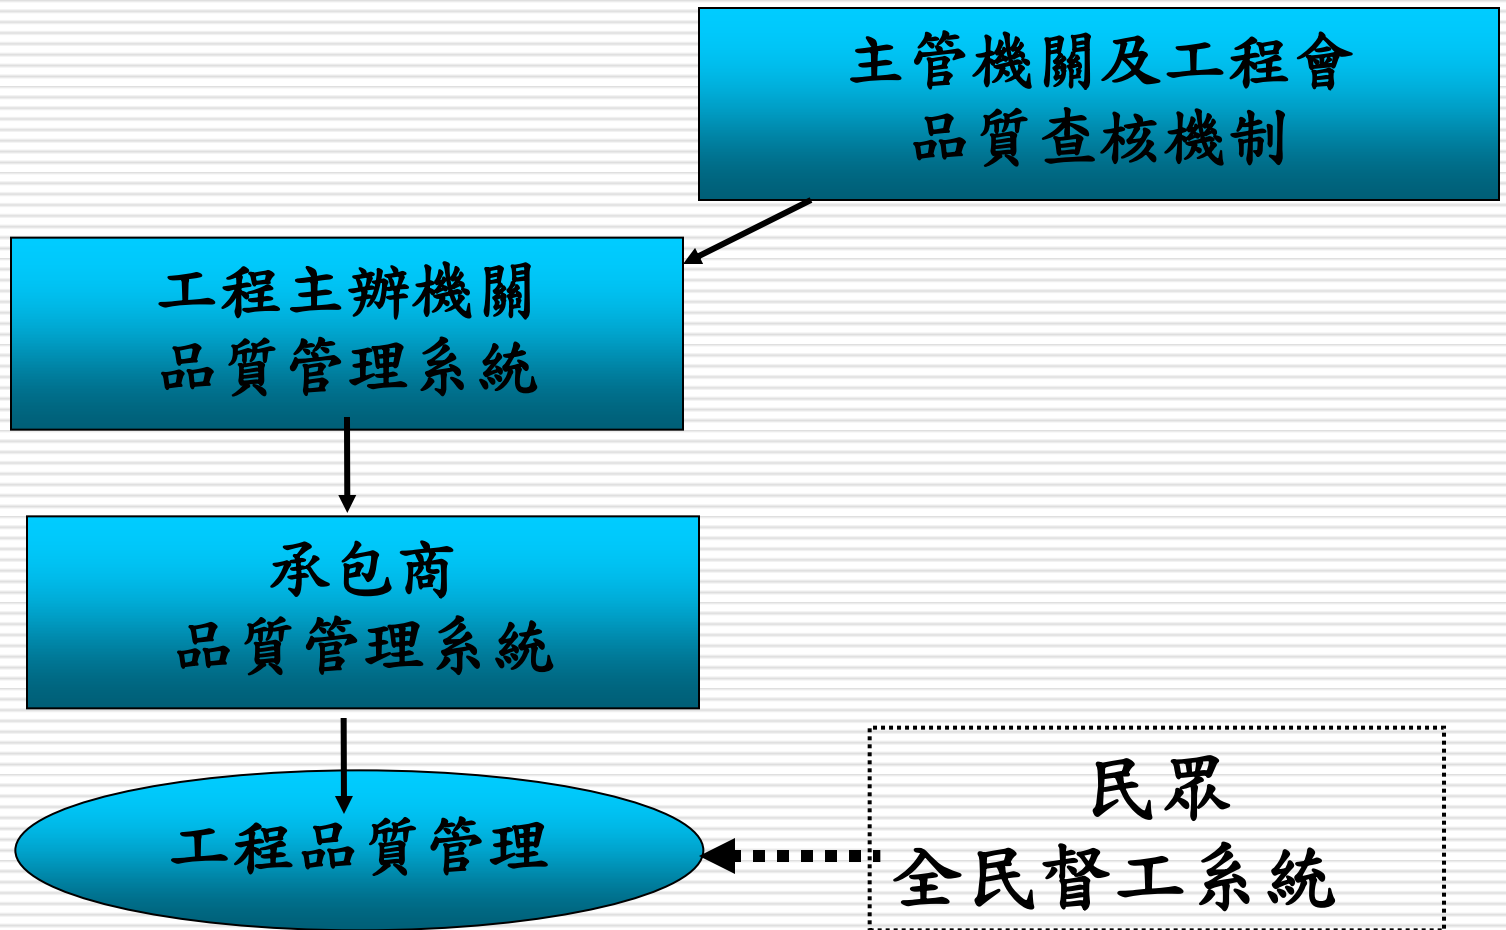 主管機關及工程會
品質查核機制
工程主辦機關
品質管理系統
承包商
品質管理系統
工程品質管理
民眾
全民督工系統